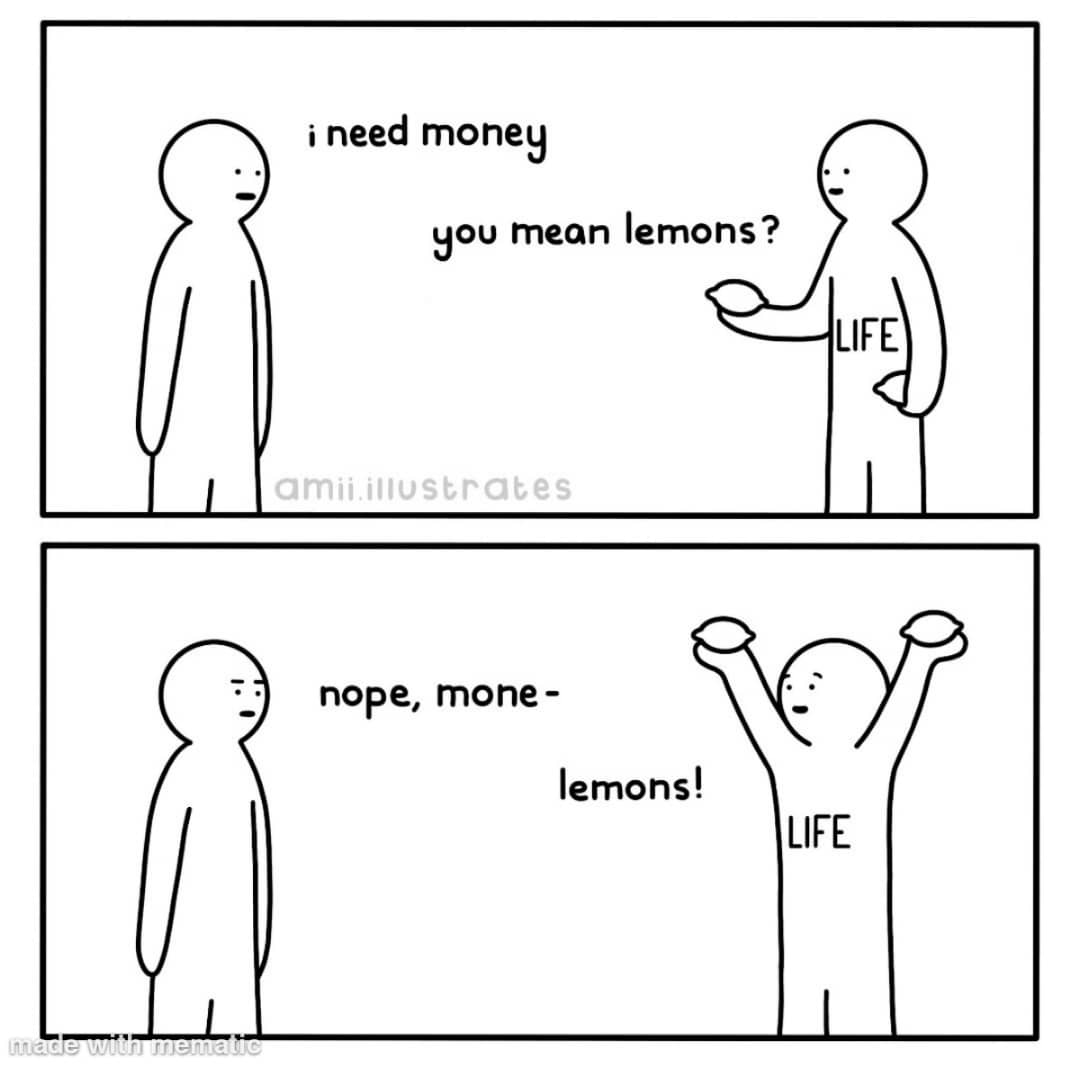 i need money
you mean lemons?
LIFE
amii.illustrates
nope, mone-
lemons!
LIFE
made with mematic